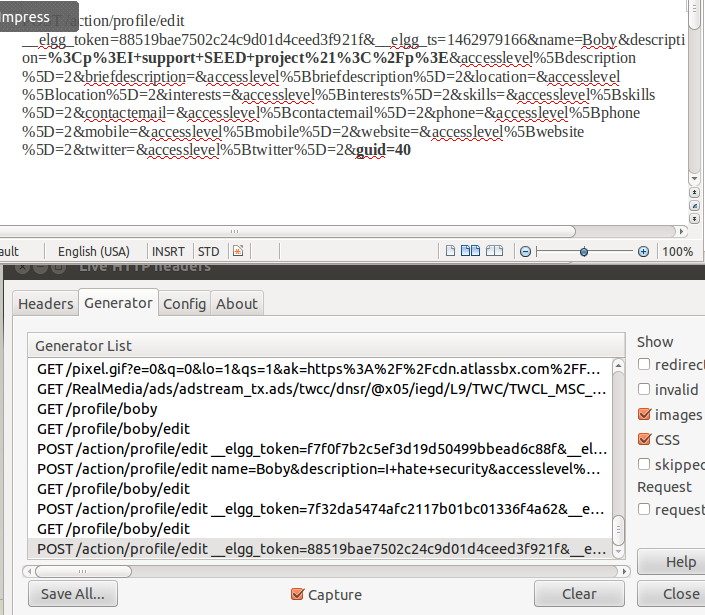 Impress
POST /action/profile/edit
__elgg_token=88519bae7502c24c9d01d4ceed3f921f&__elgg_ts=1462979166&name=Boby&descripti
on=%3Cp%3EI+support+SEED+project%21%3C%2Fp%3E&accesslevel%5Bdescription
%5D=2&briefdescription=&accesslevel%5Bbriefdescription%5D=2&location=&accesslevel
%5Blocation%5D=2&interests=&accesslevel%5Binterests%5D=2&skills=&accesslevel%5Bskills
%5D=2&contactemail=&accesslevel%5Bcontactemail%5D=2&phone=&accesslevel%5Bphone
%5D=2&mobile=&accesslevel%5Bmobile%5D=2&website=&accesslevel%5Bwebsite
%5D=2&twitter=&accesslevel%5Btwitter%5D=2&guid=40
ault English (USA) INSRT STD 100%
Live HTTP headers
Headers Generator Config About
Generator List
GET /pixel.gif?e=0&q=0&lo=1&qs=1&ak=https%3A%2F%2Fcdn.atlassbx.com%2FF...
GET /RealMedia/ads/adstream_tx.ads/twcc/dnsr/@x05/iegd/L9/TWC/TWCL_MSC_...
GET /profile/boby
GET /profile/boby/edit
POST /action/profile/edit __elgg_token=f7f0f7b2c5ef3d19d50499bbead6c88f&__el...
POST /action/profile/edit name=Boby&description=I+hate+security&accesslevel%...
GET /profile/boby/edit
POST /action/profile/edit __elgg_token=7f32da5474afc2117b01bc01336f4a62&__e...
GET /profile/boby/edit
POST /action/profile/edit __elgg_token=88519bae7502c24c9d01d4ceed3f921f&__e...
Show
redirect
invalid
images
CSS
skipped
Request
request
Help
Save All... Capture Clear Close